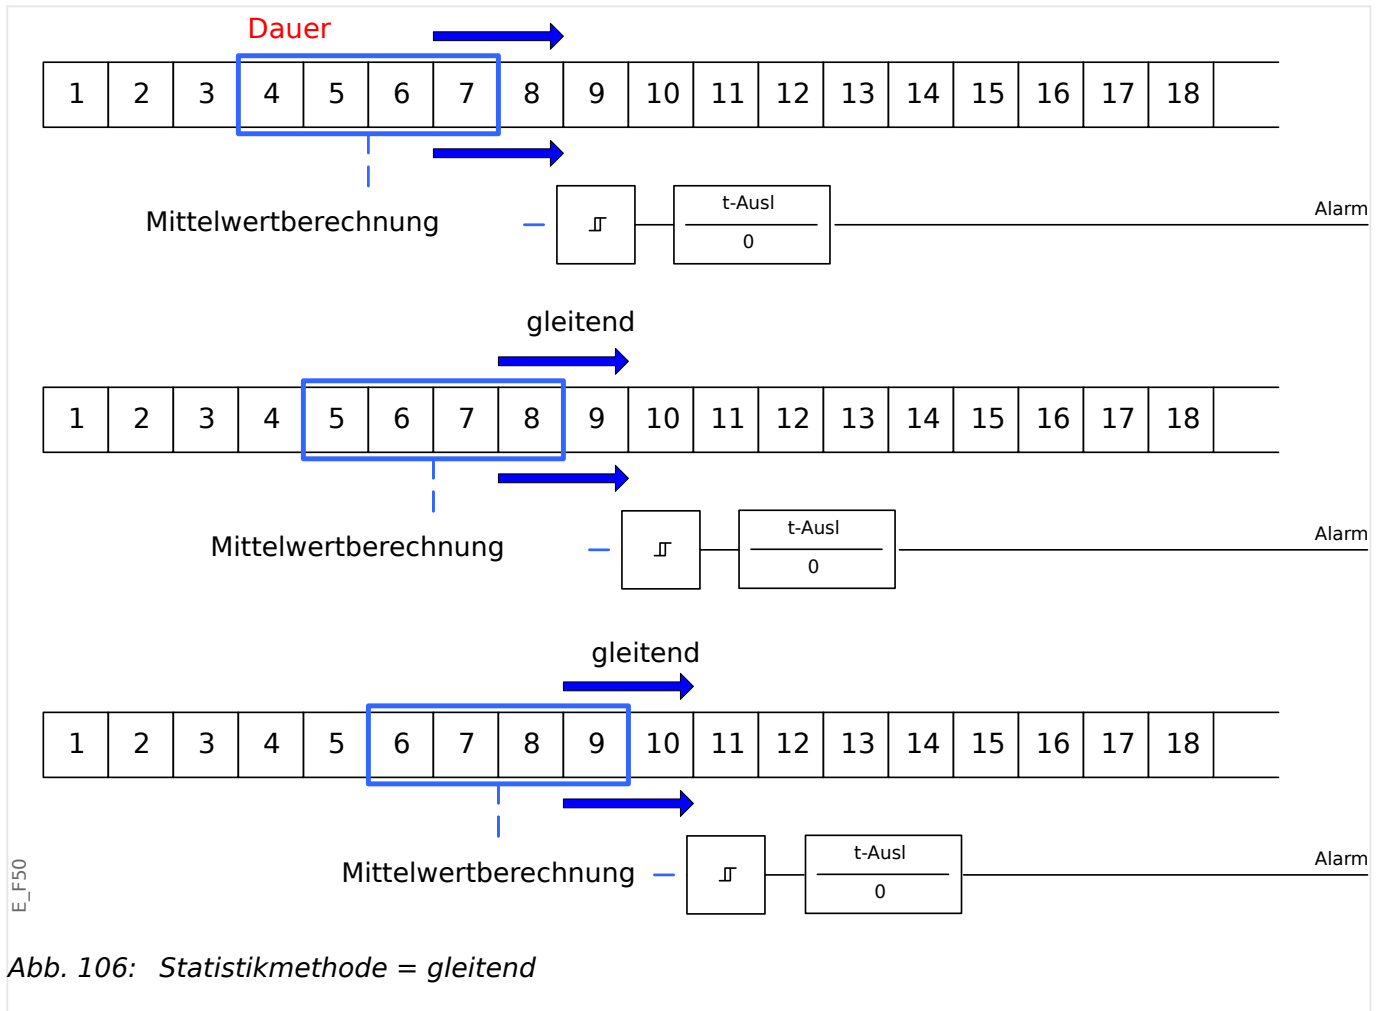 Dauer
1 2 3 4 5 6 7 8 9 10 11 12 13 14 15 16 17 18
Mittelwertberechnung
t-Ausl
0
Alarm
gleitend
1 2 3 4 5 6 7 8 9 10 11 12 13 14 15 16 17 18
Mittelwertberechnung
t-Ausl
0
Alarm
gleitend
1 2 3 4 5 6 7 8 9 10 11 12 13 14 15 16 17 18
Mittelwertberechnung
t-Ausl
0
Alarm
E_F50
Abb. 106: Statistikmethode = gleitend